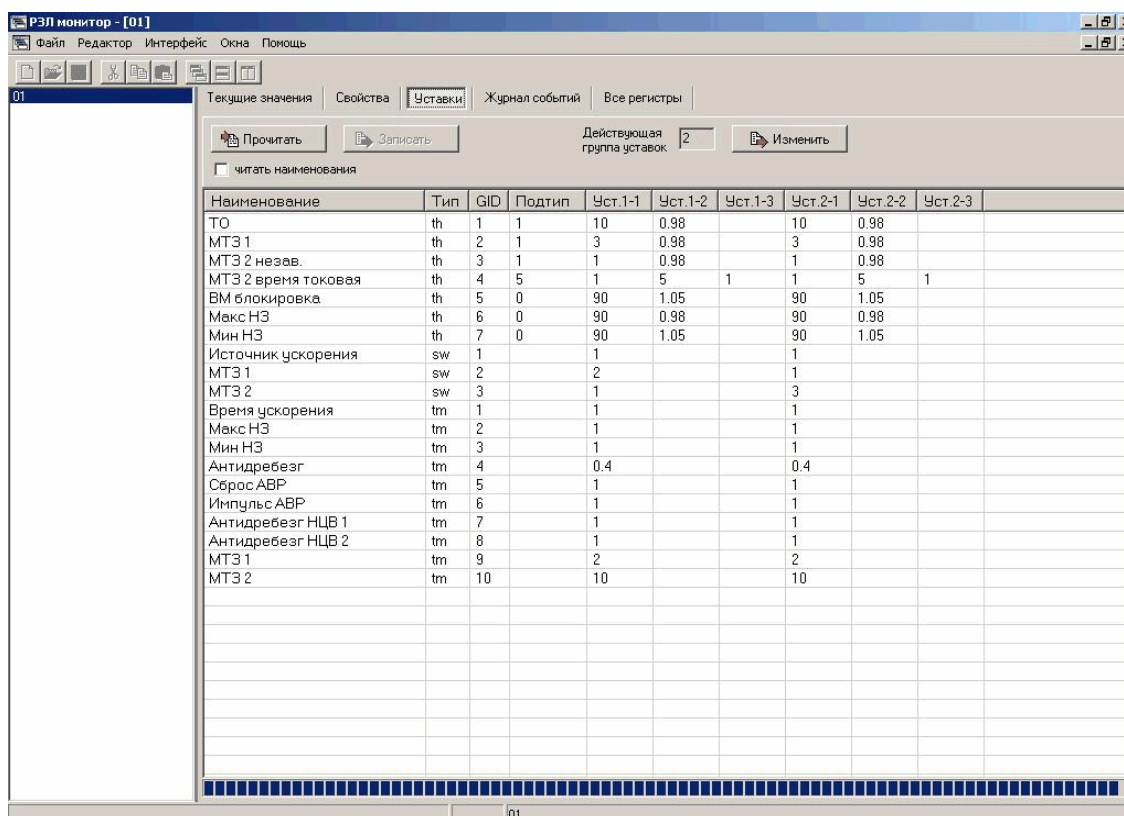 РЗЛ монитор - [01]
Файл Редактор Интерфейс Окна Помощь
01
Текущие значения Свойства Уставки Журнал событий Все регистры
Прочитать Записать Действующая группа уставок 2 Изменить
читать наименования
Наименование Тип GID Подтип Уст.1-1 Уст.1-2 Уст.1-3 Уст.2-1 Уст.2-2 Уст.2-3
ТО th 1 1 10 0.98 10 0.98
МТЗ 1 th 2 1 3 0.98 3 0.98
МТЗ 2 незав. th 3 1 1 0.98 1 0.98
МТЗ 2 время токовая th 4 5 1 5 1 1 5 1
ВМ блокировка th 5 0 90 1.05 90 1.05
Макс НЗ th 6 0 90 0.98 90 0.98
Мин НЗ th 7 0 90 1.05 90 1.05
Источник ускорения sw 1 1 1
МТЗ 1 sw 2 2 1
МТЗ 2 sw 3 1 3
Время ускорения tm 1 1 1
Макс НЗ tm 2 1 1
Мин НЗ tm 3 1 1
Антидребезг tm 4 0.4 0.4
Сброс АВР tm 5 1 1
Импульс АВР tm 6 1 1
Антидребезг НЦВ 1 tm 7 1 1
Антидребезг НЦВ 2 tm 8 1 1
МТЗ 1 tm 9 2 2
МТЗ 2 tm 10 10 10
01